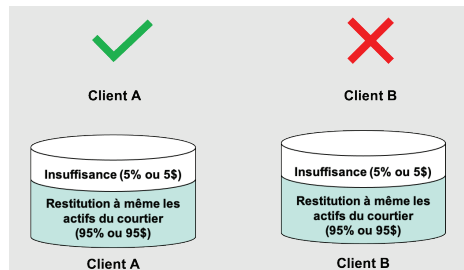 Client A
Client B
Insuffisance (5% ou 5$)
Restitution à même les
actifs du courtier
(95% ou 95$)
Client A
Insuffisance (5% ou 5$)
Restitution à même les
actifs du courtier
(95% ou 95$)
Client B